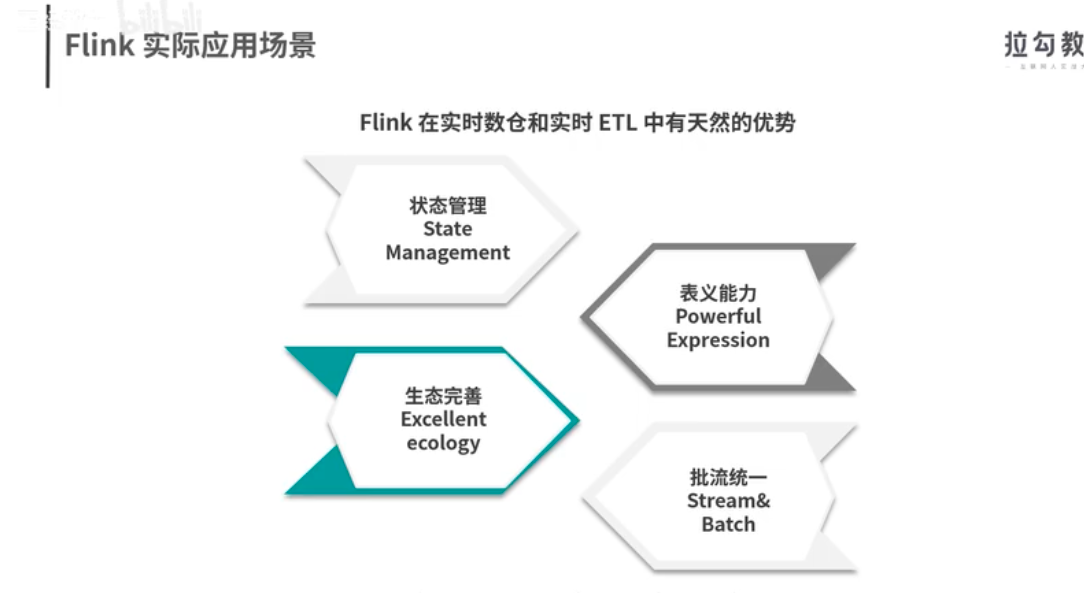 bilibili
Flink 实际应用场景
拉勾教
Flink 在实时数仓和实时 ETL 中有天然的优势
状态管理
State
Management
表义能力
Powerful
Expression
生态完善
Excellent
ecology
批流统一
Stream&
Batch